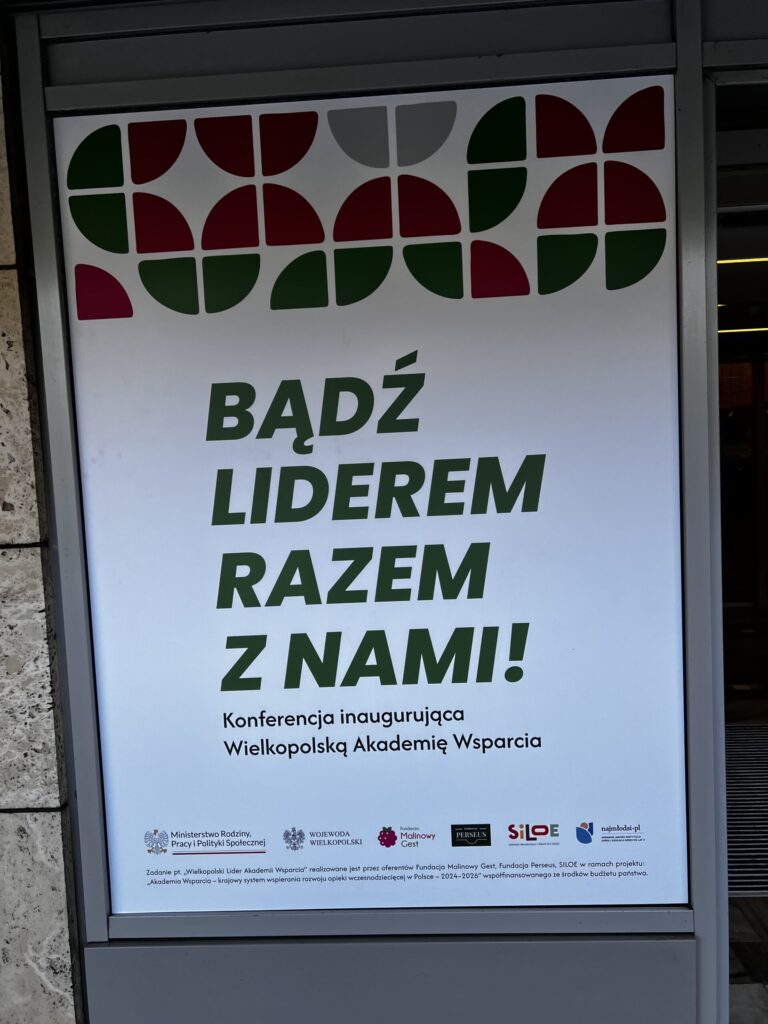 BĄDŹ
LIDEREM
RAZEM
Z NAMI!
Konferencja inaugurująca
Wielkopolską Akademię Wsparcia
Ministerstwo Rodziny,
Pracy i Polityki Społecznej
WOJEWODA
WIELKOPOLSKI
Fundacja
Malinowy
Gest
PERSEUS
SILOE
najmlodsi-pl
Zadanie pt. „Wielkopolski Lider Akademii Wsparcia” realizowane jest przez oferentów Fundacja Malinowy Gest, Fundacja Perseus, SILOE w ramach projektu:
„Akademia Wsparcia – krajowy system wspierania rozwoju opieki wczesnodziecięcej w Polsce – 2024–2026” współfinansowanego ze środków budżetu państwa.